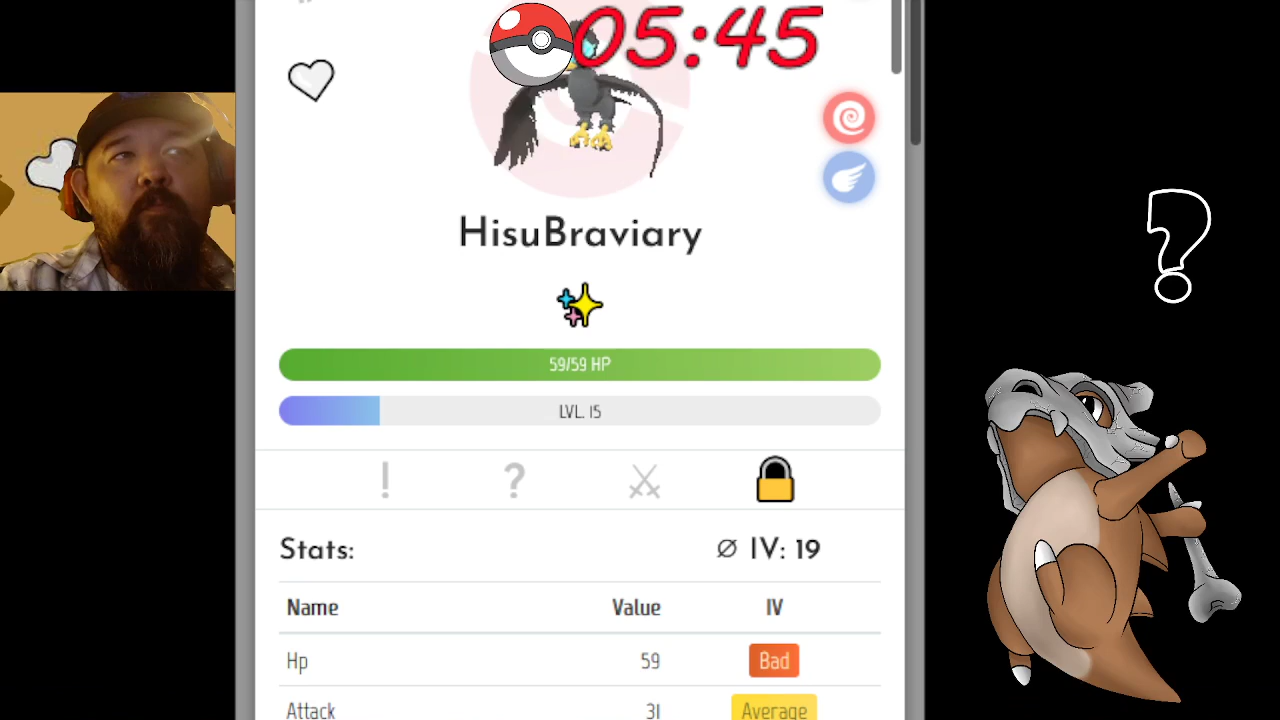 05:45
HisuBraviary
59/59 HP
LVL. 15
!
?
?
Stats:
Ø IV: 19
Name Value IV
Hp 59 Bad
Attack 31 Average